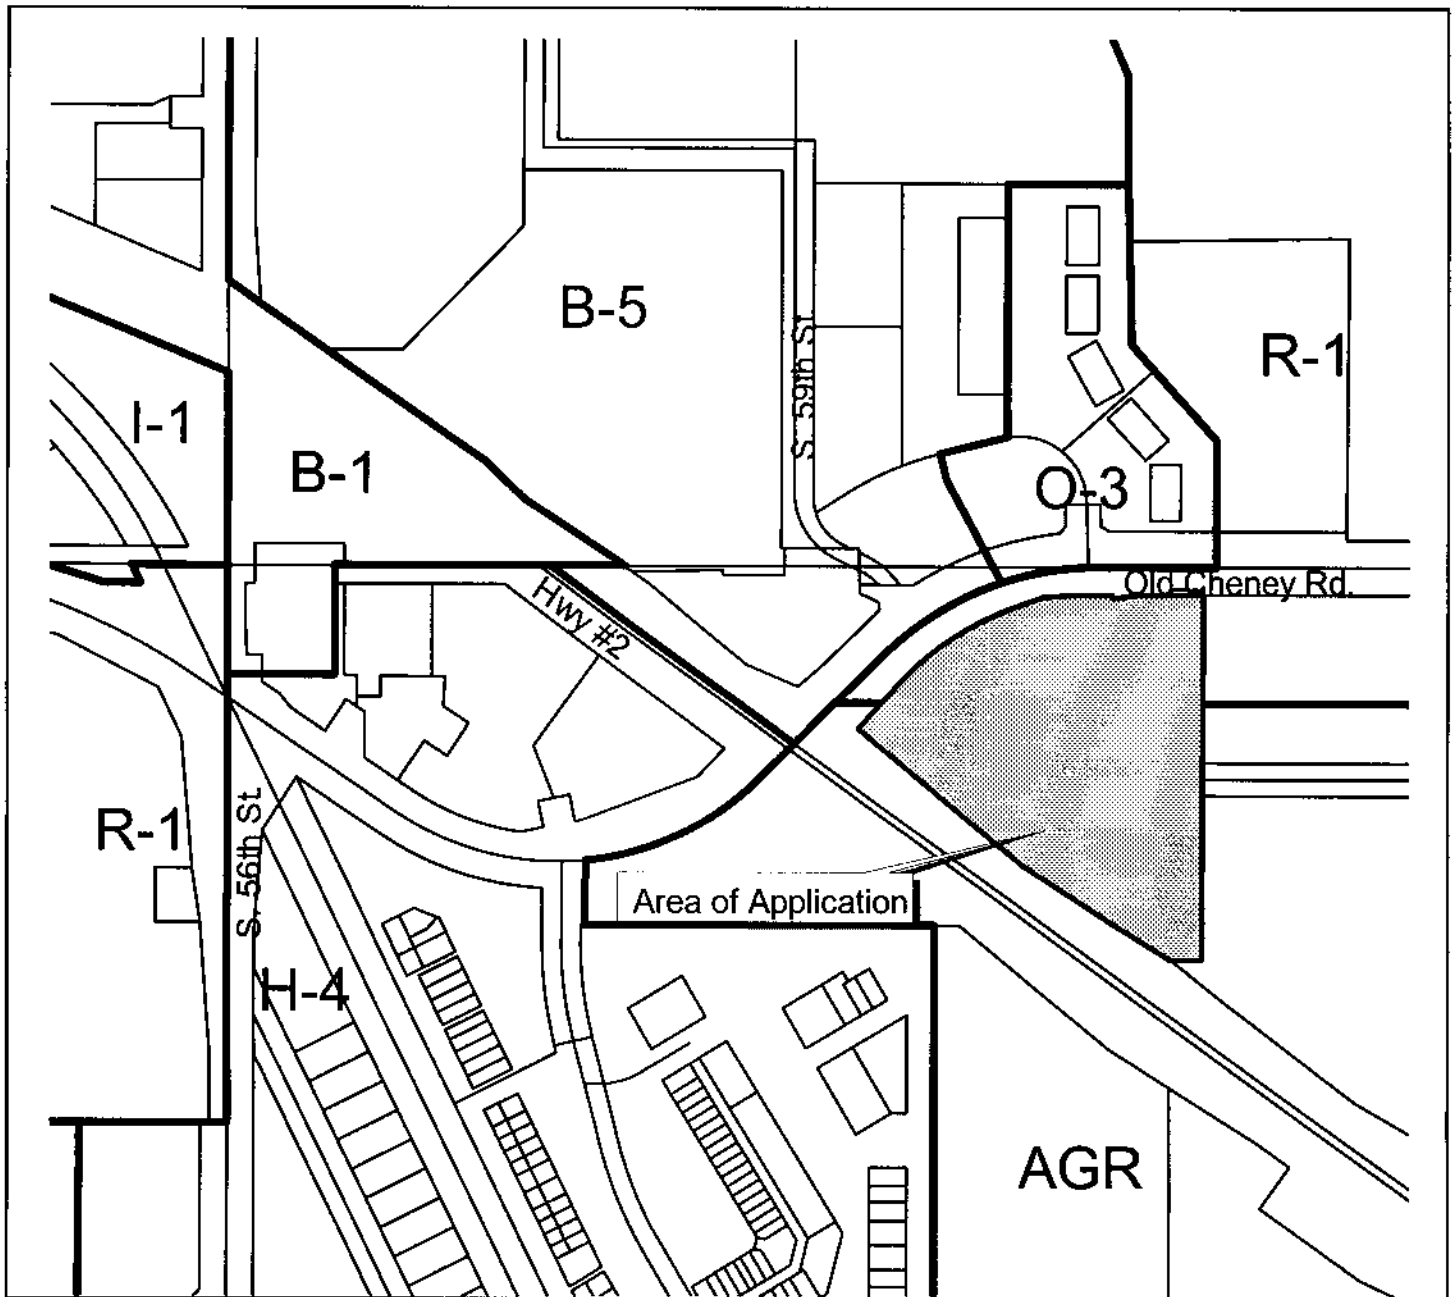 B-5
S. 59th St
R-1
I-1
B-1
O-3
Old Cheney Rd.
Hwy #2
R-1
S. 56th St
Area of Application
H-4
AGR